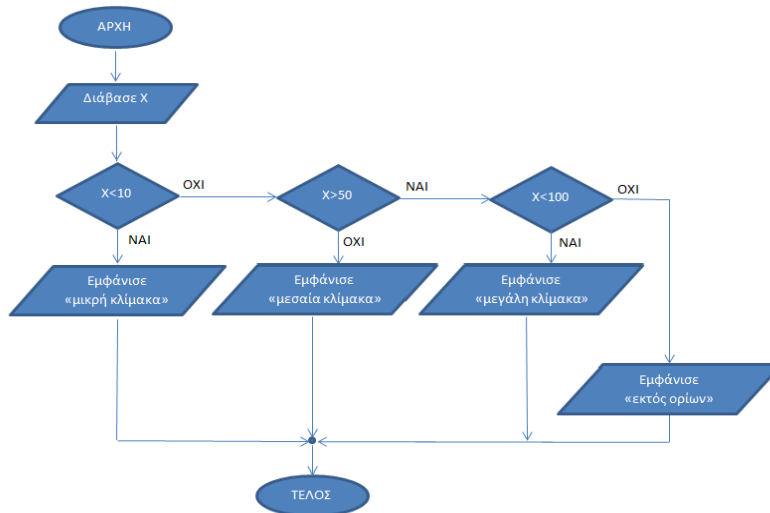 ΑΡΧΗ
Διάβασε Χ
Χ<10
ΟΧΙ
Χ>50
ΝΑΙ
Χ<100
ΟΧΙ
ΝΑΙ
ΟΧΙ
ΝΑΙ
Εμφάνισε
«μικρή κλίμακα»
Εμφάνισε
«μεσαία κλίμακα»
Εμφάνισε
«μεγάλη κλίμακα»
Εμφάνισε
«εκτός ορίων»
ΤΕΛΟΣ